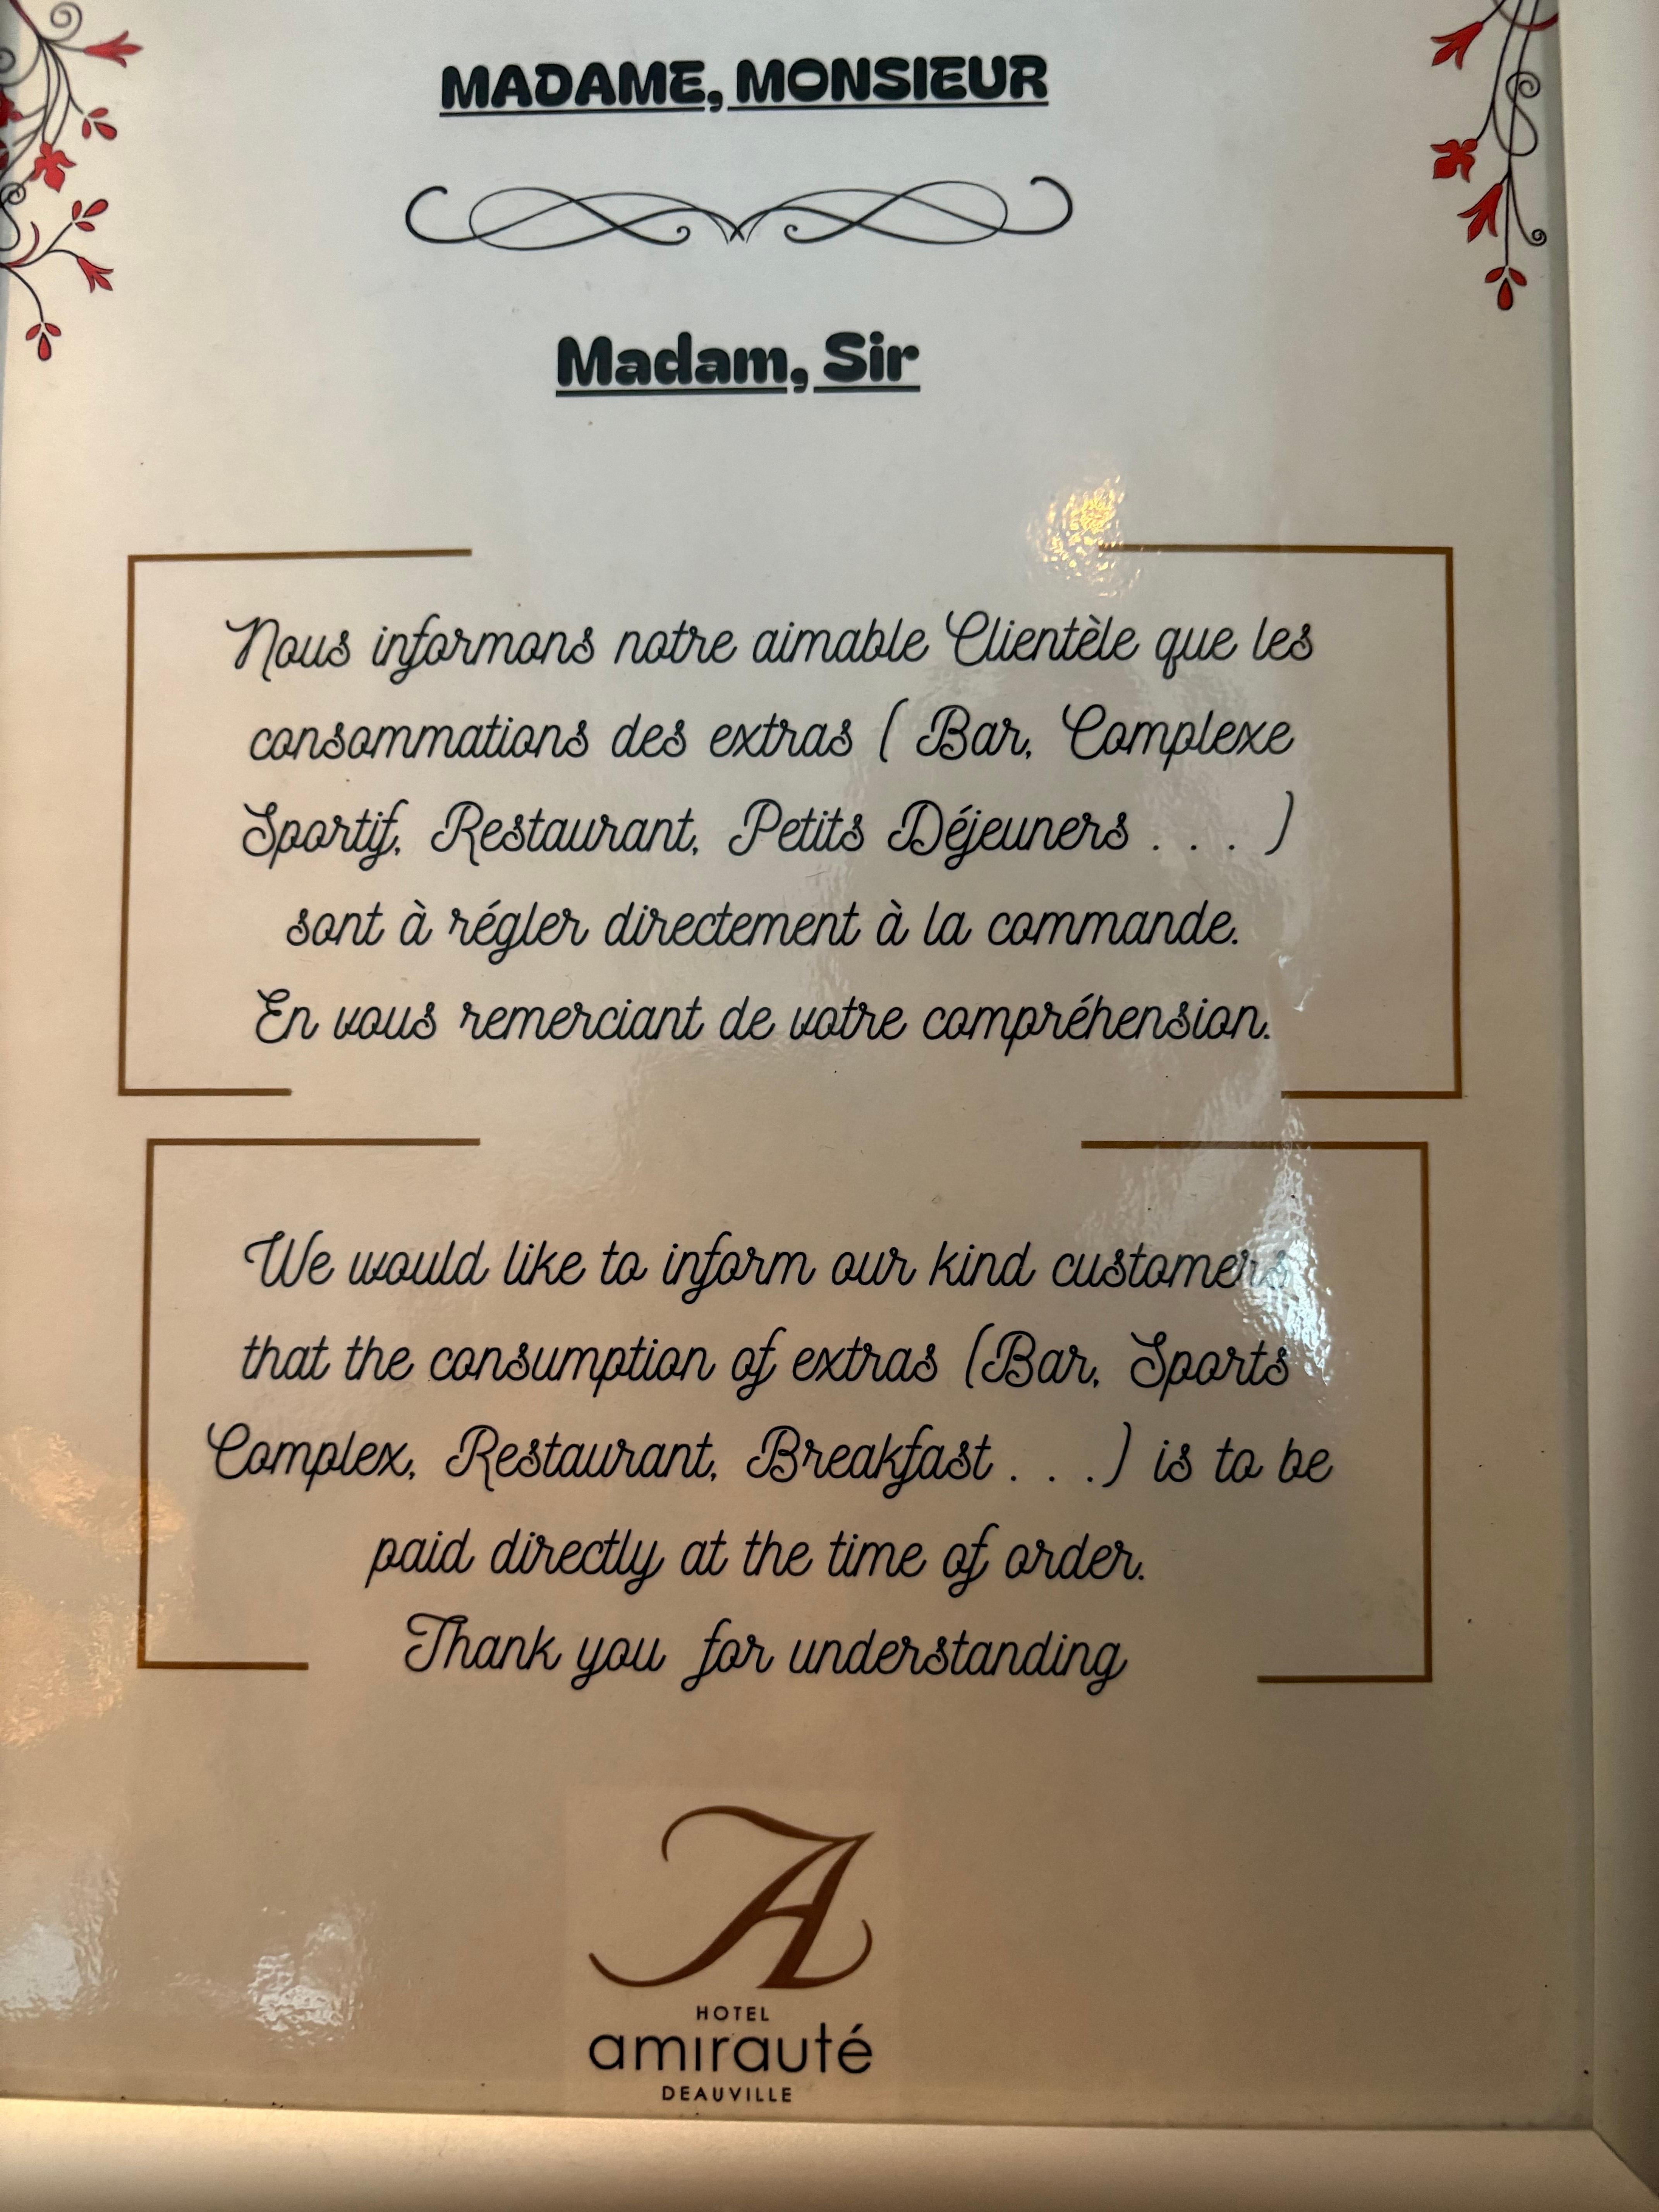 MADAME, MONSIEUR
Madam, Sir
Nous informons notre aimable Clientèle que les
consommations des extras ( Bar, Complexe
Sportif, Restaurant, Petits Déjeuners . . . )
sont à régler directement à la commande.
En vous remerciant de votre compréhension.
We would like to inform our kind customers
that the consumption of extras (Bar, Sports
Complex, Restaurant, Breakfast . . .) is to be
paid directly at the time of order.
Thank you for understanding
A
HOTEL
amirauté
DEAUVILLE